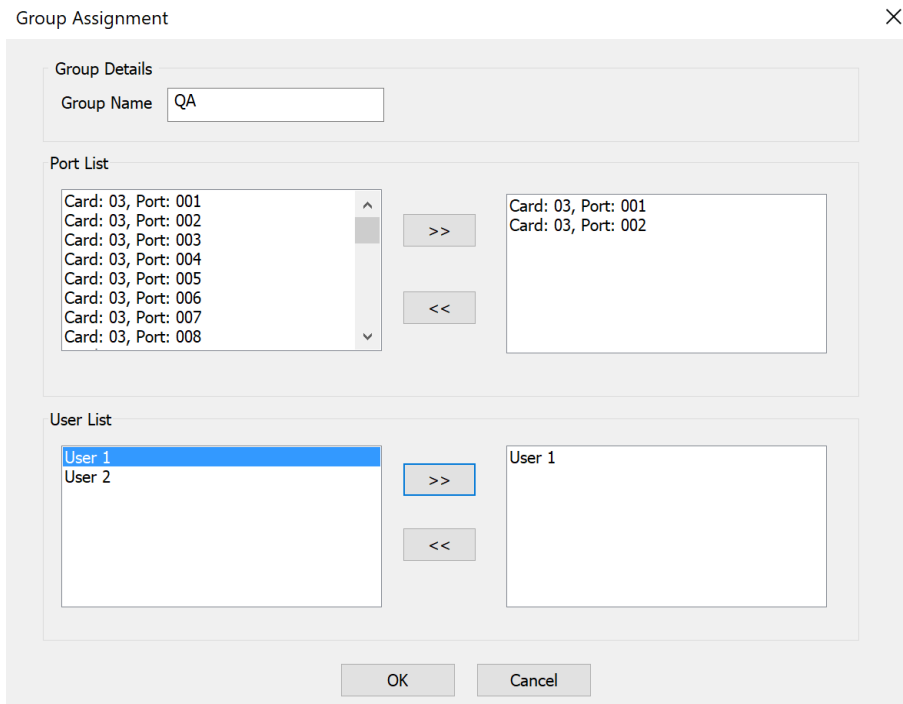 Group Assignment
Group Details
Group Name QA
Port List
Card: 03, Port: 001
Card: 03, Port: 002
Card: 03, Port: 003
Card: 03, Port: 004
Card: 03, Port: 005
Card: 03, Port: 006
Card: 03, Port: 007
Card: 03, Port: 008
>>
<<
Card: 03, Port: 001
Card: 03, Port: 002
User List
User 1
User 2
>>
<<
User 1
OK Cancel